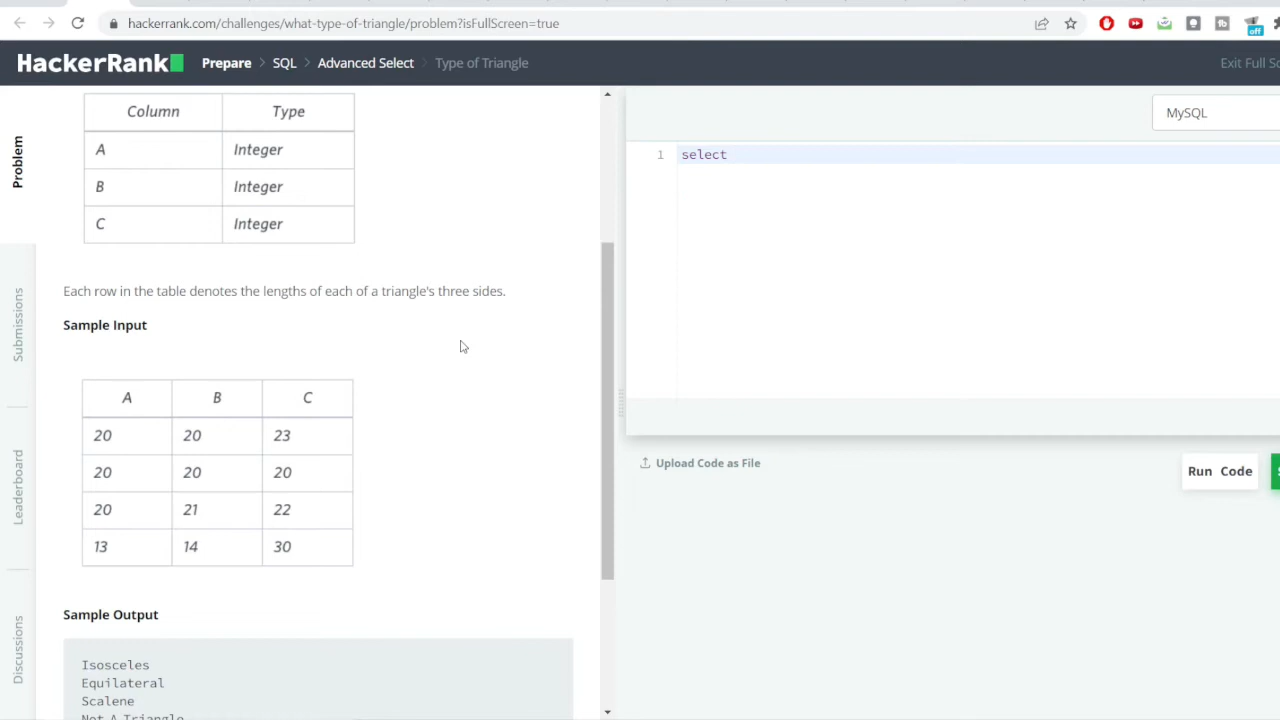 hackerrank.com/challenges/what-type-of-triangle/problem?isFullScreen=true
off
HackerRank
Prepare > SQL > Advanced Select > Type of Triangle
Exit Full Sc
Problem
Submissions
Leaderboard
Discussions
Column Type
A Integer
B Integer
C Integer
Each row in the table denotes the lengths of each of a triangle's three sides.
Sample Input
A B C
20 20 23
20 20 20
20 21 22
13 14 30
Sample Output
Isosceles
Equilateral
Scalene
Not A Triangle
MySQL
1 select
Upload Code as File
Run Code